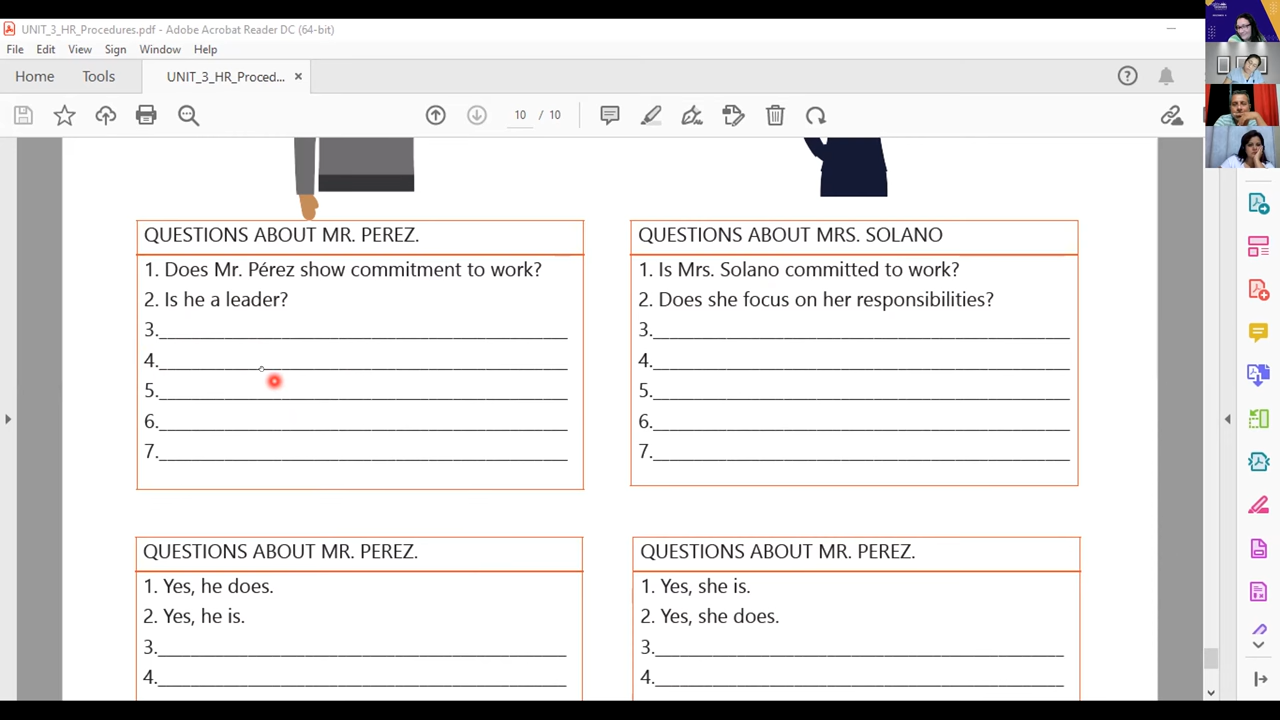 UNIT_3_HR_Procedures.pdf - Adobe Acrobat Reader DC (64-bit)
File Edit View Sign Window Help
Home Tools UNIT_3_HR_Proced... ×
10 / 10
QUESTIONS ABOUT MR. PEREZ.
1. Does Mr. Pérez show commitment to work?
2. Is he a leader?
3.
4.
5.
6.
7.
QUESTIONS ABOUT MRS. SOLANO
1. Is Mrs. Solano committed to work?
2. Does she focus on her responsibilities?
3.
4.
5.
6.
7.
QUESTIONS ABOUT MR. PEREZ.
1. Yes, he does.
2. Yes, he is.
3.
4.
QUESTIONS ABOUT MR. PEREZ.
1. Yes, she is.
2. Yes, she does.
3.
4.